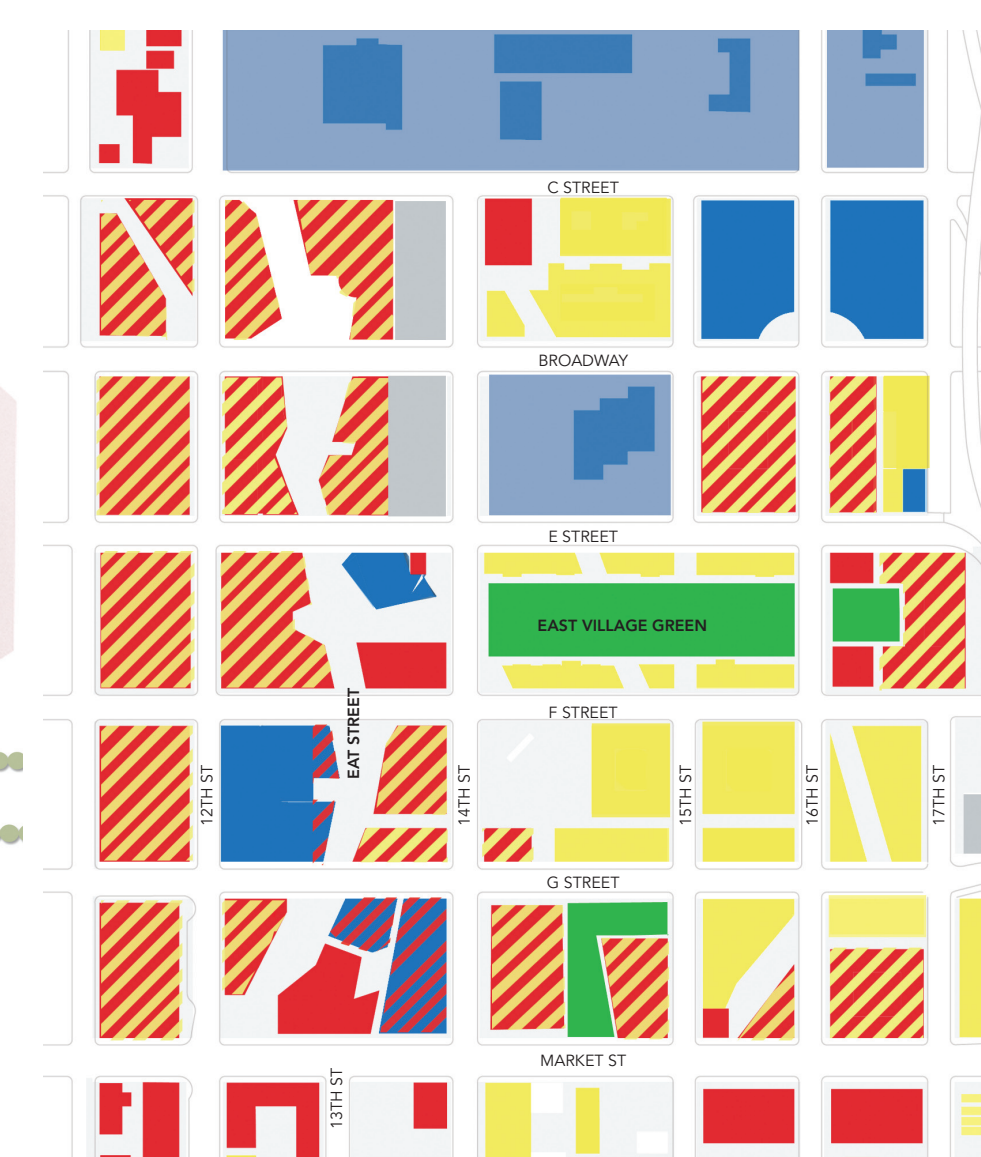 C STREET
BROADWAY
E STREET
EAST VILLAGE GREEN
F STREET
EAT STREET
12TH ST
14TH ST
15TH ST
16TH ST
17TH ST
G STREET
MARKET ST
13TH ST